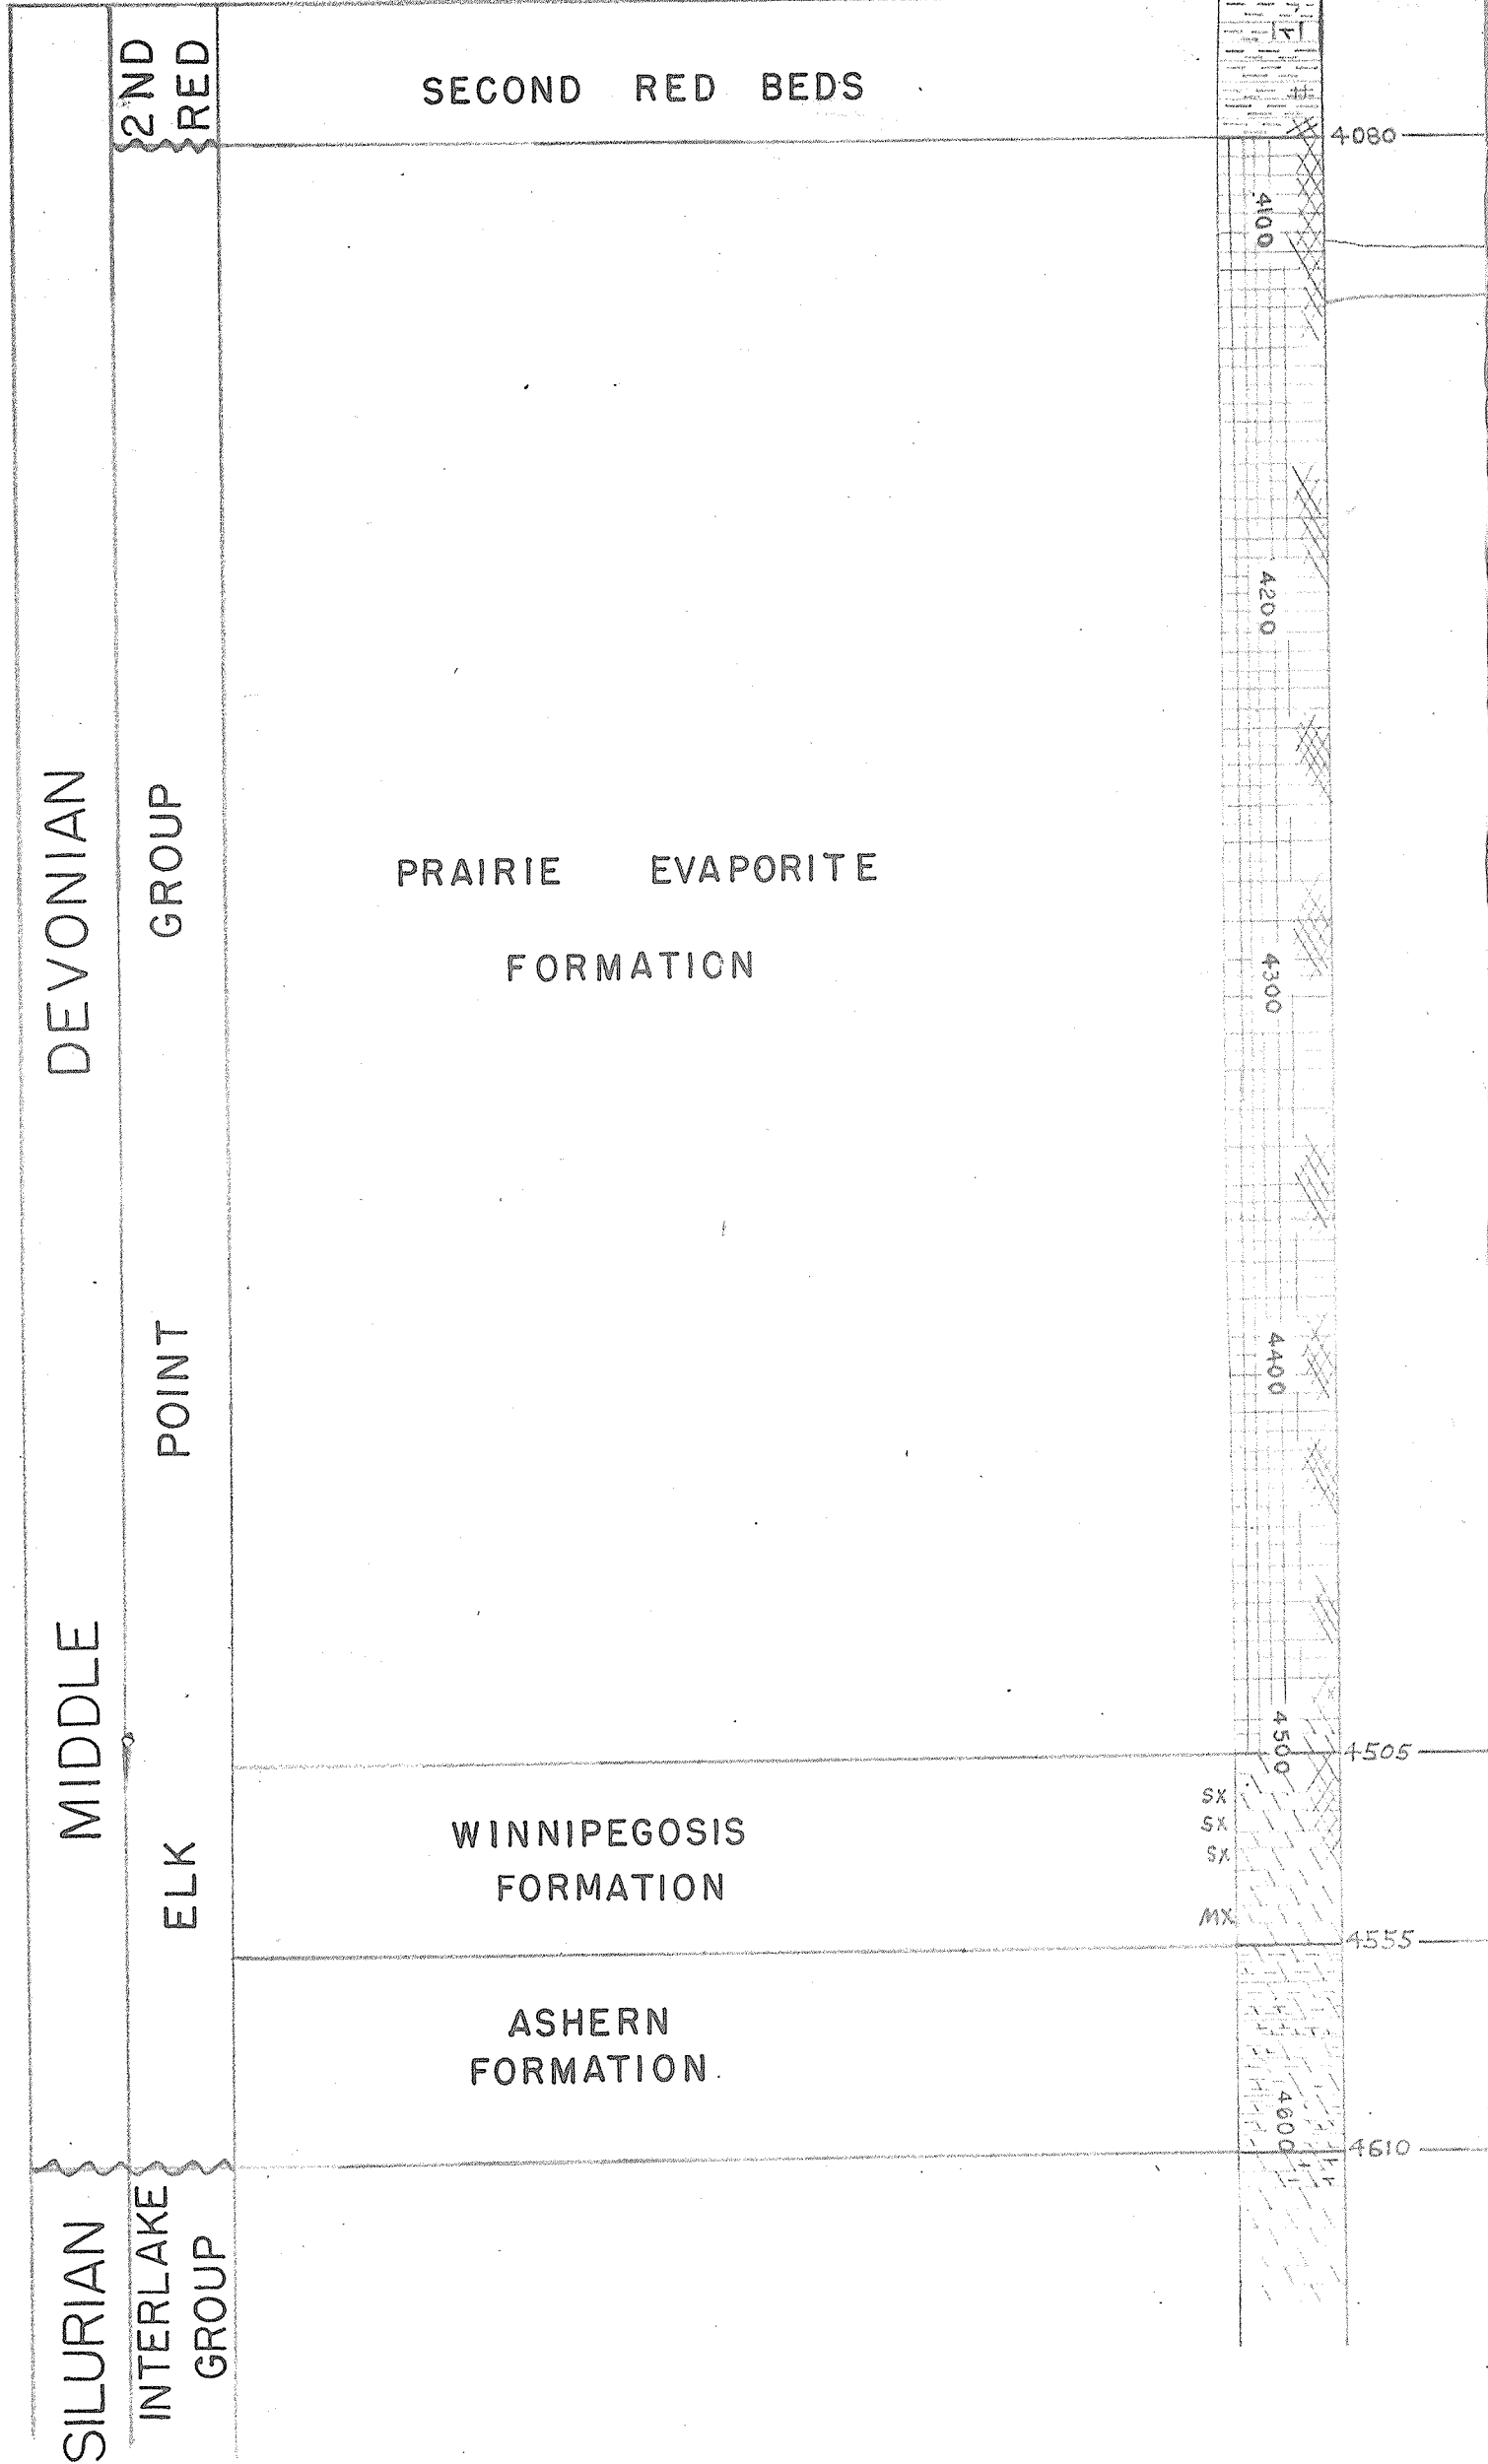 2ND
RED
SECOND RED BEDS
4080
4100
4200
DEVONIAN
GROUP
PRAIRIE EVAPORITE
FORMATION
4300
POINT
4400
MIDDLE
4500
4505
SX
WINNIPEGOSIS
SX
SX
ELK
FORMATION
MX
4555
ASHERN
FORMATION.
4600
4610
SILURIAN
INTERLAKE
GROUP